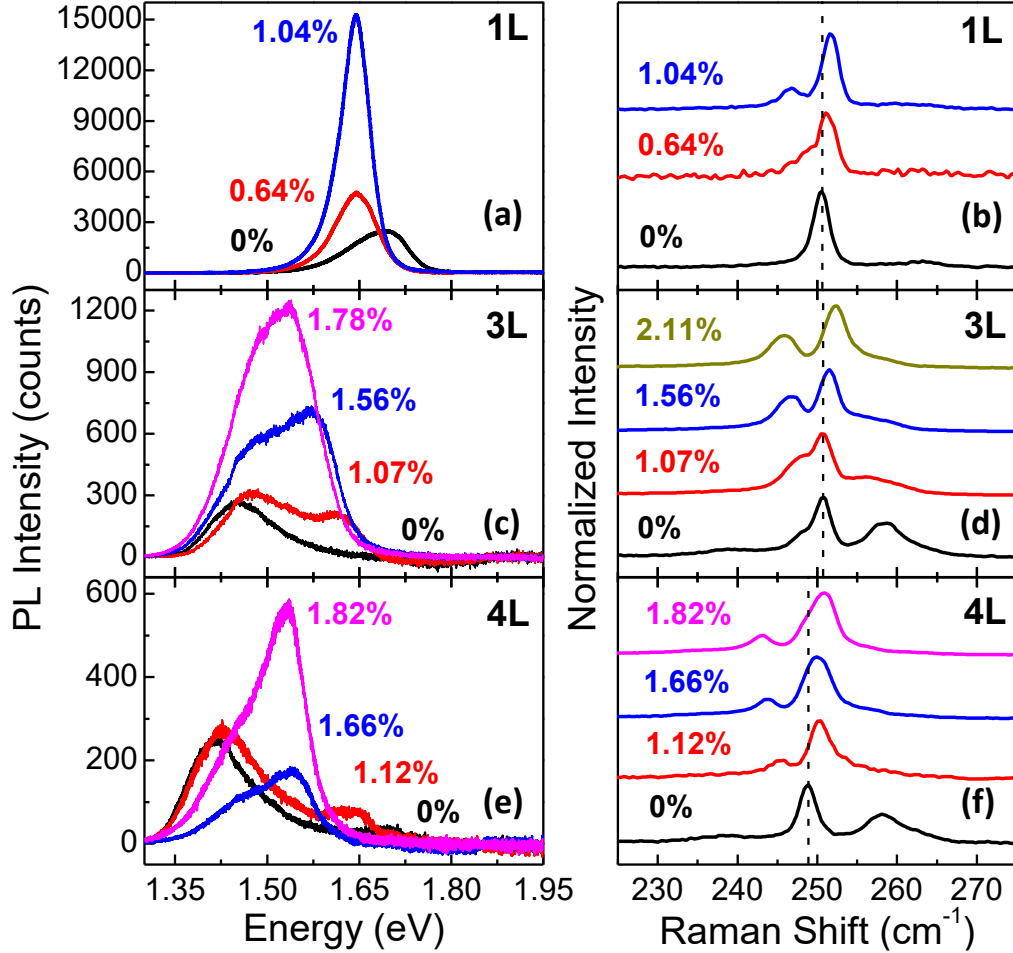 PL Intensity (counts)
15000
12000
9000
6000
3000
0
1L
1.04%
0.64%
0%
(a)
1200
900
600
300
0
3L
1.78%
1.56%
1.07%
0%
(c)
600
400
200
0
4L
1.82%
1.66%
1.12%
0%
(e)
1.35 1.50 1.65 1.80 1.95
Energy (eV)
Normalized Intensity
1L
1.04%
0.64%
0%
(b)
3L
2.11%
1.56%
1.07%
0%
(d)
4L
1.82%
1.66%
1.12%
0%
(f)
230 240 250 260 270
Raman Shift (cm⁻¹)